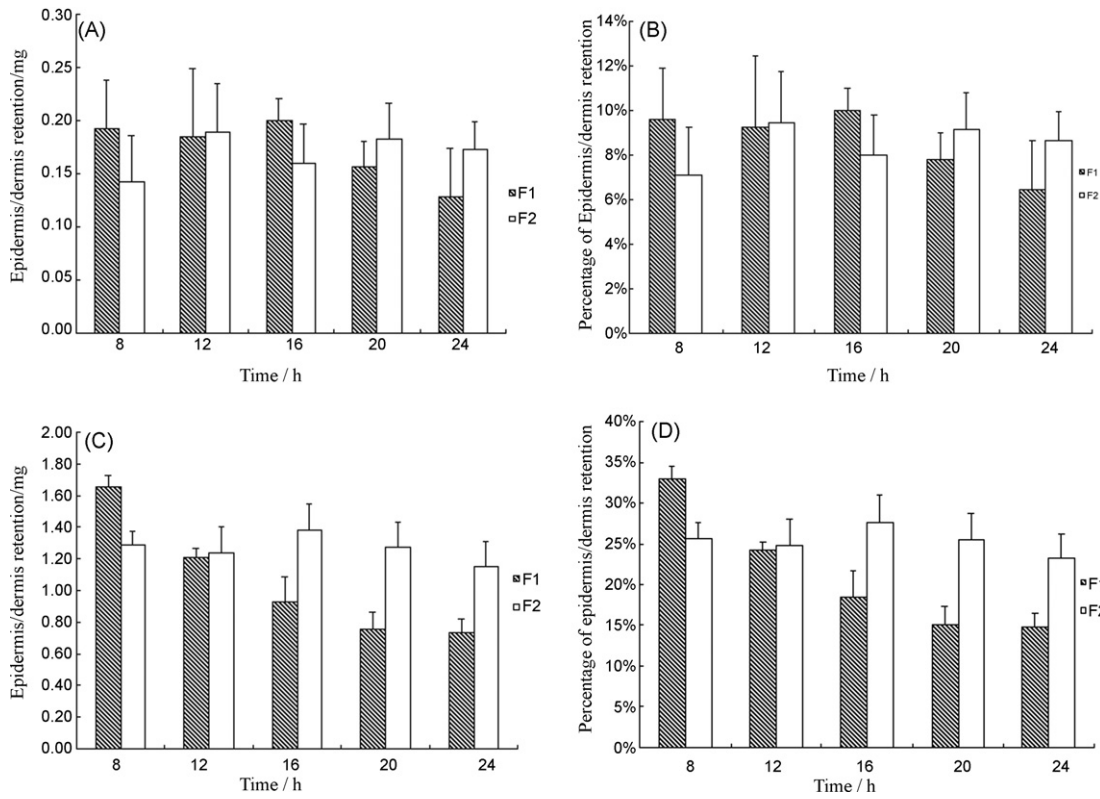 (A)
Epidermis/dermis retention/mg
0.30
0.25
0.20
0.15
0.10
0.05
0.00
8 12 16 20 24
Time / h
F1
F2
(B)
Percentage of Epidermis/dermis retention
14%
12%
10%
8%
6%
4%
2%
0%
8 12 16 20 24
Time / h
F1
F2
(C)
Epidermis/dermis retention/mg
2.00
1.80
1.60
1.40
1.20
1.00
0.80
0.60
0.40
0.20
0.00
8 12 16 20 24
Time / h
F1
F2
(D)
Percentage of epidermis/dermis retention
40%
35%
30%
25%
20%
15%
10%
5%
0%
8 12 16 20 24
Time / h
F1
F2